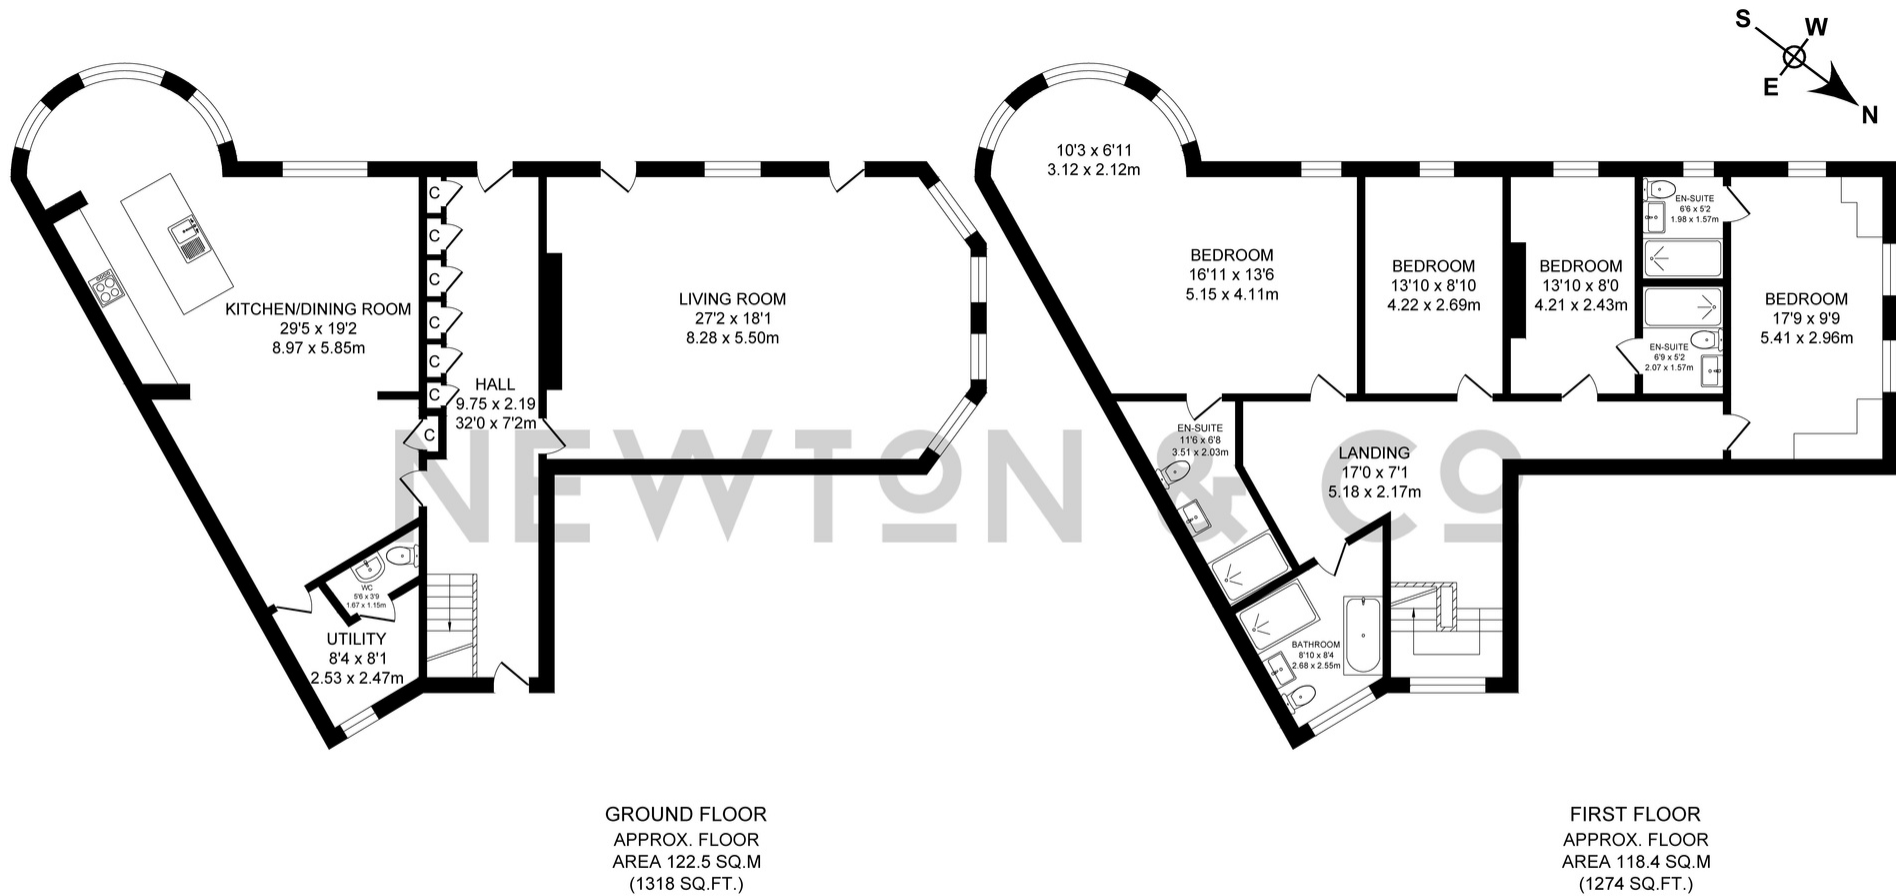 S
W
E
N
KITCHEN/DINING ROOM
29'5 x 19'2
8.97 x 5.85m
C
C
C
C
C
C
C
HALL
9.75 x 2.19
32'0 x 7'2m
LIVING ROOM
27'2 x 18'1
8.28 x 5.50m
WC
5'6 x 3'9
1.67 x 1.15m
UTILITY
8'4 x 8'1
2.53 x 2.47m
10'3 x 6'11
3.12 x 2.12m
BEDROOM
16'11 x 13'6
5.15 x 4.11m
BEDROOM
13'10 x 8'10
4.22 x 2.69m
BEDROOM
13'10 x 8'0
4.21 x 2.43m
EN-SUITE
6'6 x 5'2
1.98 x 1.57m
EN-SUITE
6'9 x 5'2
2.07 x 1.57m
BEDROOM
17'9 x 9'9
5.41 x 2.96m
EN-SUITE
11'6 x 6'8
3.51 x 2.03m
LANDING
17'0 x 7'1
5.18 x 2.17m
BATHROOM
8'10 x 8'4
2.68 x 2.55m
NEWTON & CO
GROUND FLOOR
APPROX. FLOOR
AREA 122.5 SQ.M
(1318 SQ.FT.)
FIRST FLOOR
APPROX. FLOOR
AREA 118.4 SQ.M
(1274 SQ.FT.)